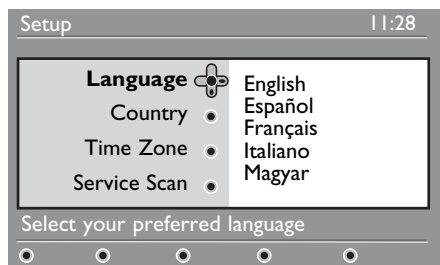 Setup 11:28
Language
Country
Time Zone
Service Scan
English
Español
Français
Italiano
Magyar
Select your preferred language